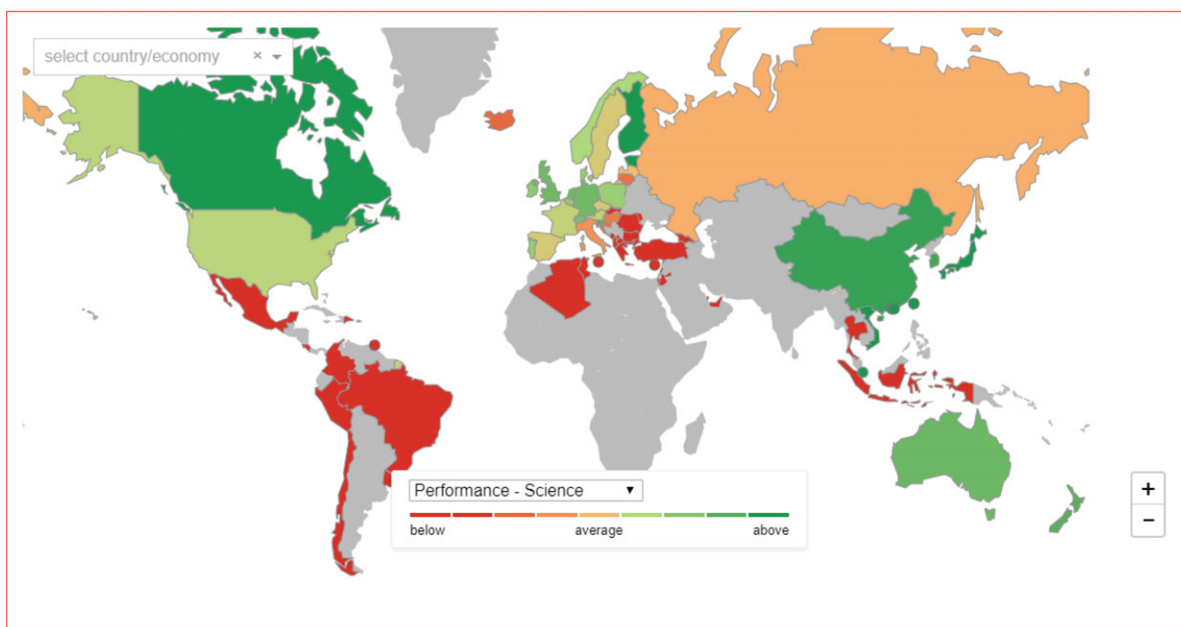 select country/economy × ▼
+
−
Performance - Science ▼
below average above